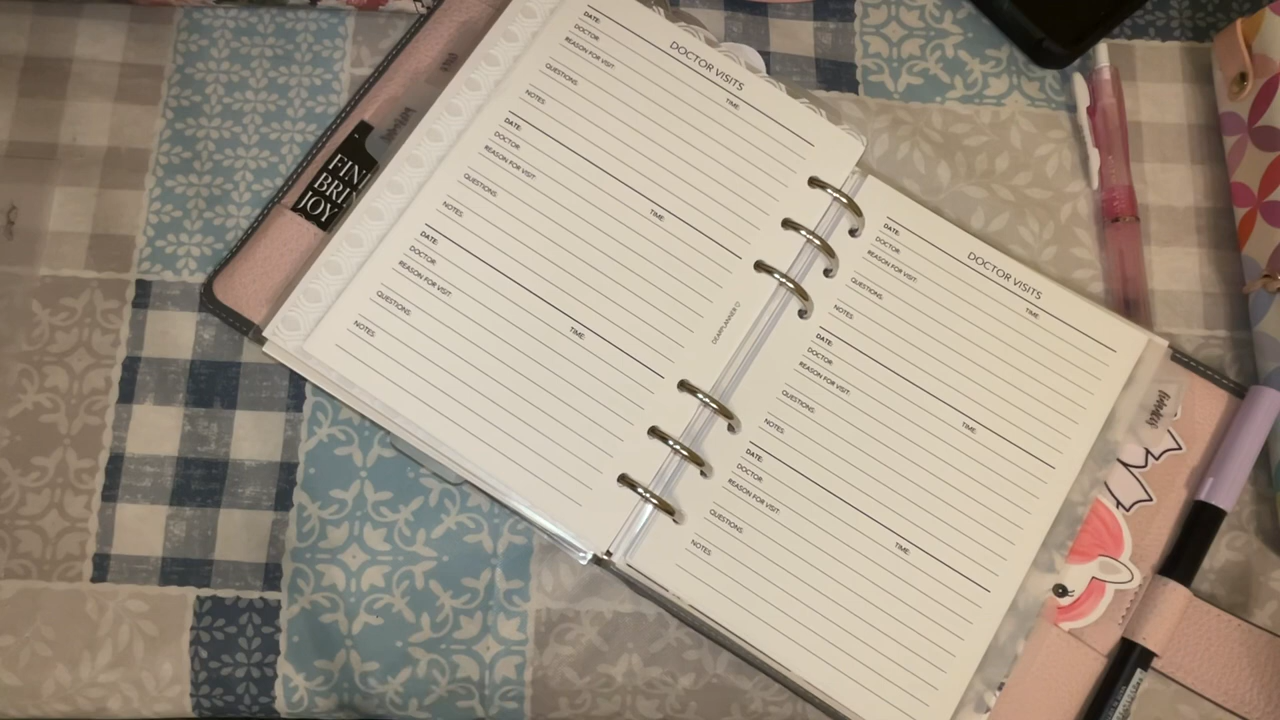 DOCTOR VISITS
DATE: TIME:
DOCTOR:
REASON FOR VISIT:
QUESTIONS:
NOTES:
DATE: TIME:
DOCTOR:
REASON FOR VISIT:
QUESTIONS:
NOTES:
DATE: TIME:
DOCTOR:
REASON FOR VISIT:
QUESTIONS:
NOTES:
FIN
BRIN
JOY
DOCTOR VISITS
DATE: TIME:
DOCTOR:
REASON FOR VISIT:
QUESTIONS:
NOTES:
DATE: TIME:
DOCTOR:
REASON FOR VISIT:
QUESTIONS:
NOTES:
DATE: TIME:
DOCTOR:
REASON FOR VISIT:
QUESTIONS:
NOTES: